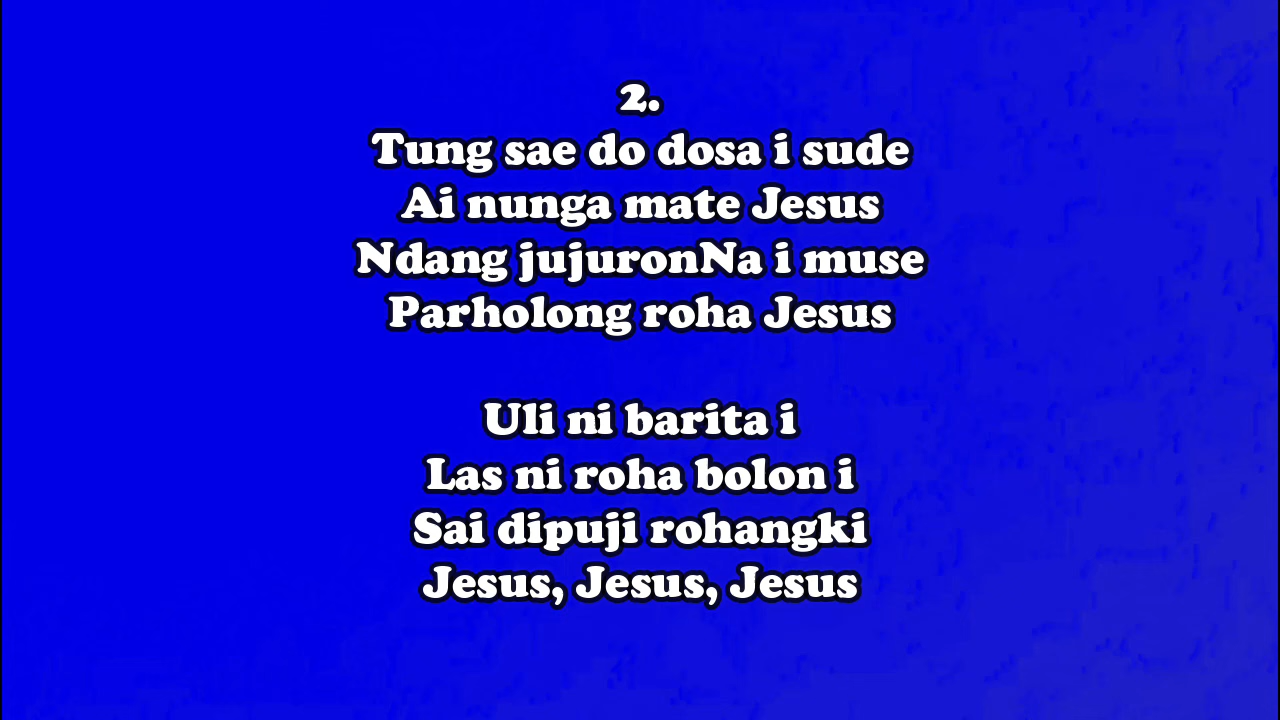 2.
Tung sae do dosa i sude
Ai nunga mate Jesus
Ndang jujuronNa i muse
Parholong roha Jesus
Uli ni barita i
Las ni roha bolon i
Sai dipuji rohangki
Jesus, Jesus, Jesus